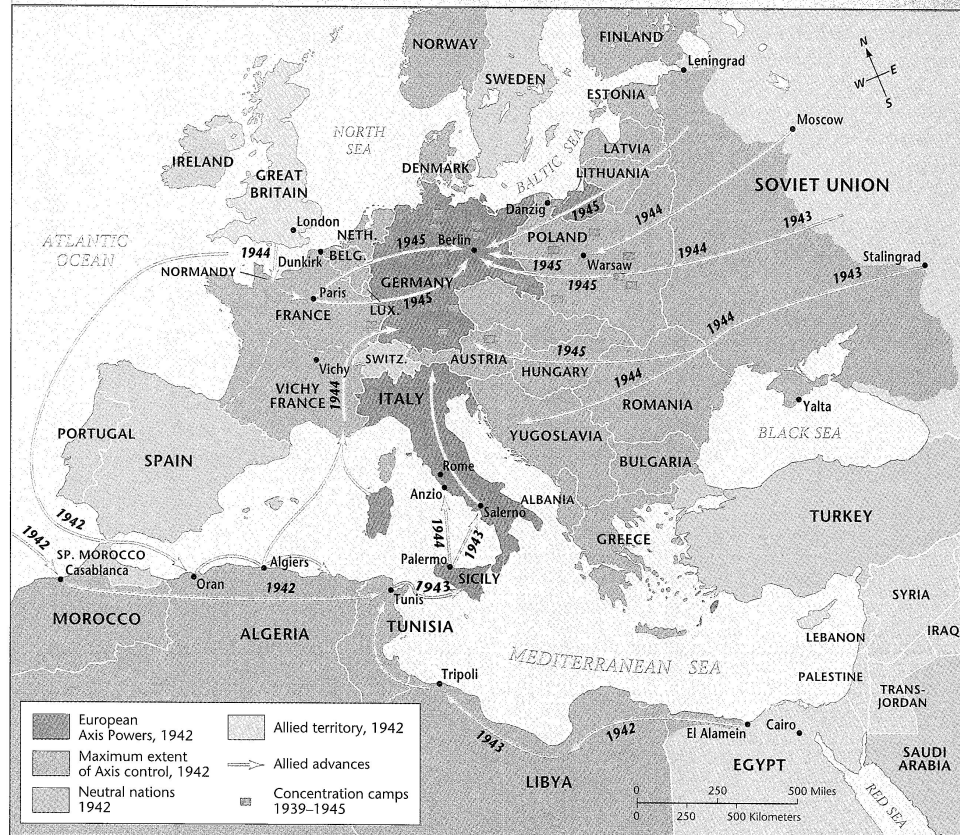 NORWAY
FINLAND
Leningrad
N
W
E
S
SWEDEN
ESTONIA
Moscow
NORTH
SEA
BALTIC SEA
LATVIA
IRELAND
DENMARK
LITHUANIA
GREAT
BRITAIN
SOVIET UNION
Danzig
1945
1944
1943
London
NETH.
1945
Berlin
POLAND
ATLANTIC
OCEAN
1944
Dunkirk
BELG.
1944
Stalingrad
NORMANDY
Warsaw
1945
1943
GERMANY
1945
Paris
1945
LUX.
FRANCE
1944
Vichy
SWITZ.
AUSTRIA
1945
HUNGARY
1944
VICHY
FRANCE
1944
ITALY
ROMANIA
Yalta
PORTUGAL
YUGOSLAVIA
BLACK SEA
SPAIN
BULGARIA
Rome
Anzio
ALBANIA
Salerno
1942
TURKEY
1944
1943
GREECE
1942
SP. MOROCCO
Casablanca
Algiers
Palermo
SICILY
Oran
1942
1943
Tunis
SYRIA
MOROCCO
ALGERIA
TUNISIA
LEBANON
IRAQ
MEDITERRANEAN SEA
PALESTINE
Tripoli
TRANS-
JORDAN
1943
1942
El Alamein
Cairo
LIBYA
EGYPT
SAUDI
ARABIA
RED SEA
European
Axis Powers, 1942
Maximum extent
of Axis control, 1942
Neutral nations
1942
Allied territory, 1942
Allied advances
Concentration camps
1939–1945
0 250 500 Miles
0 250 500 Kilometers